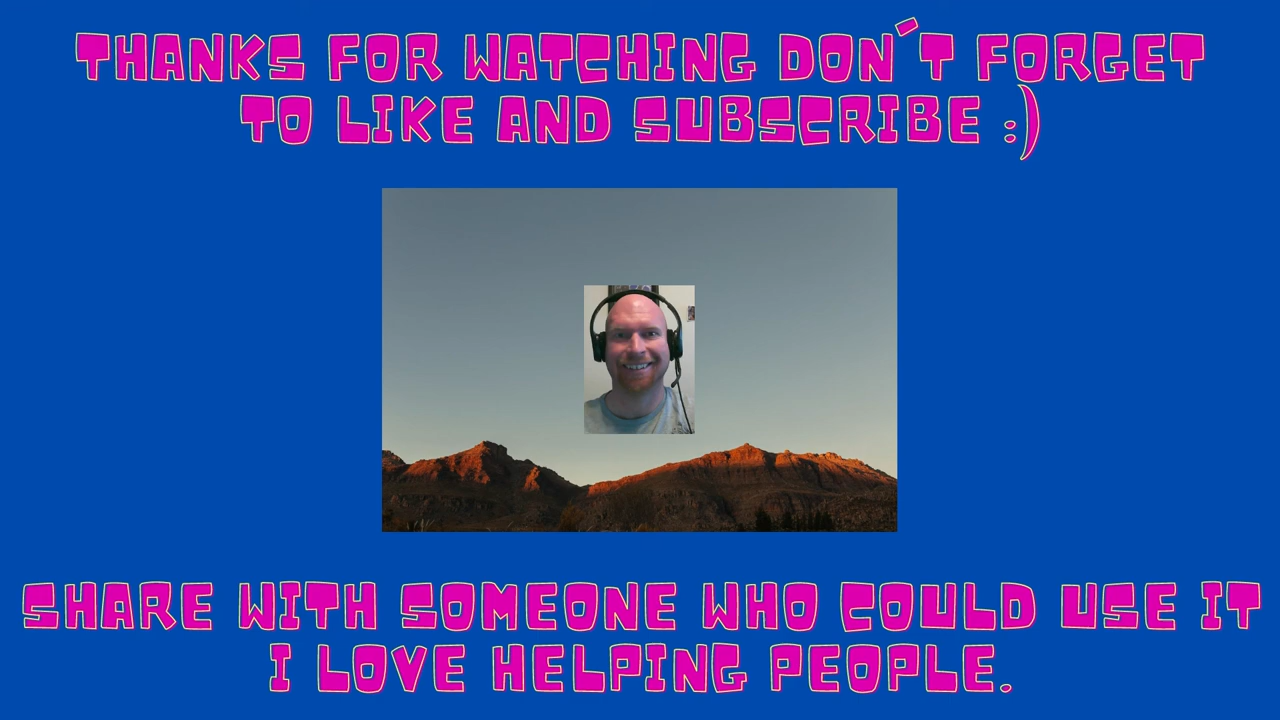 THANKS FOR WATCHING DON´T FORGET
TO LIKE AND SUBSCRIBE :)
SHARE WITH SOMEONE WHO COULD USE IT
I LOVE HELPING PEOPLE.